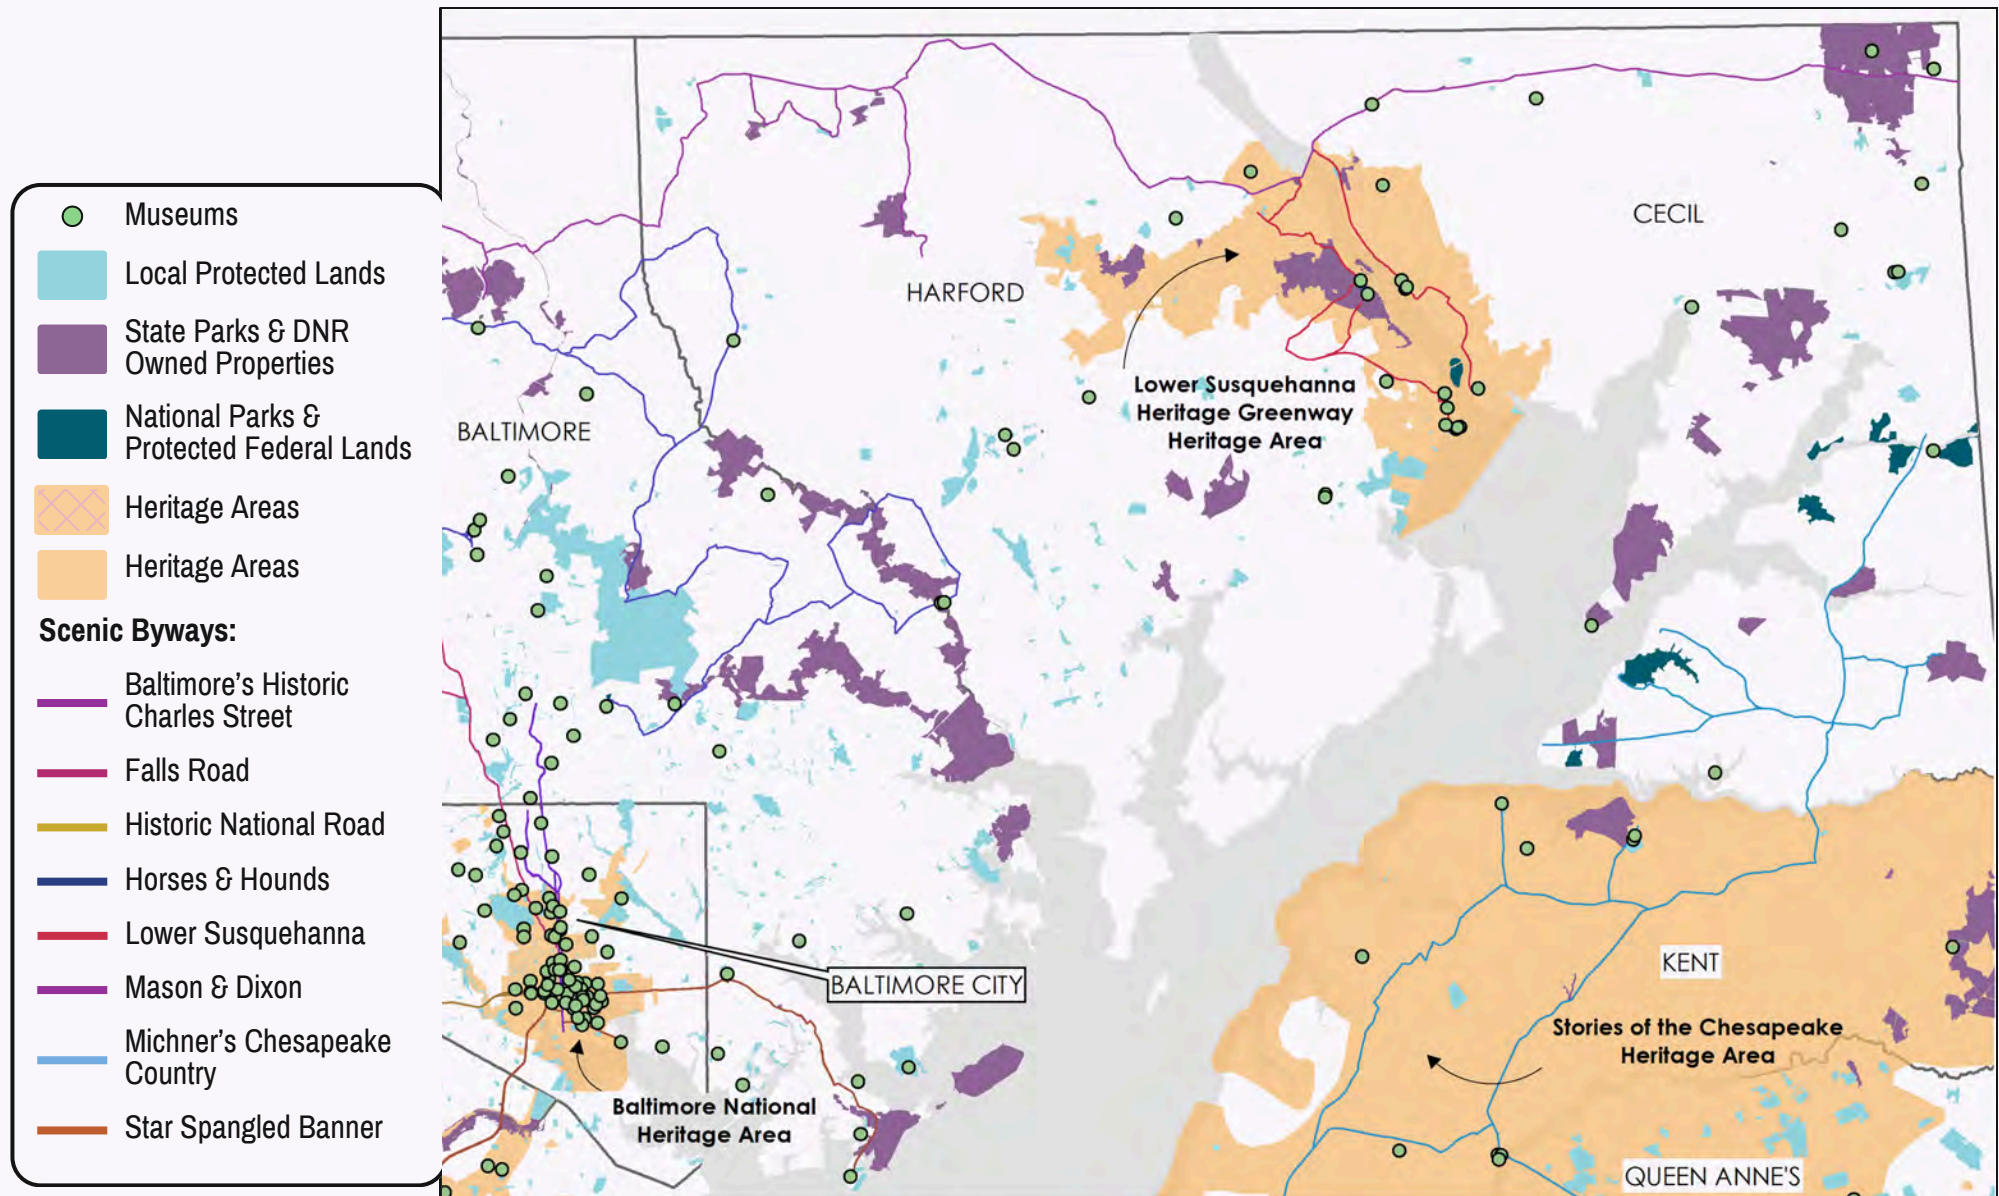 Museums
Local Protected Lands
State Parks & DNR
Owned Properties
National Parks &
Protected Federal Lands
Heritage Areas
Heritage Areas
Scenic Byways:
Baltimore’s Historic
Charles Street
Falls Road
Historic National Road
Horses & Hounds
Lower Susquehanna
Mason & Dixon
Michner’s Chesapeake
Country
Star Spangled Banner
CECIL
HARFORD
Lower Susquehanna
Heritage Greenway
Heritage Area
BALTIMORE
BALTIMORE CITY
KENT
Stories of the Chesapeake
Heritage Area
Baltimore National
Heritage Area
QUEEN ANNE'S